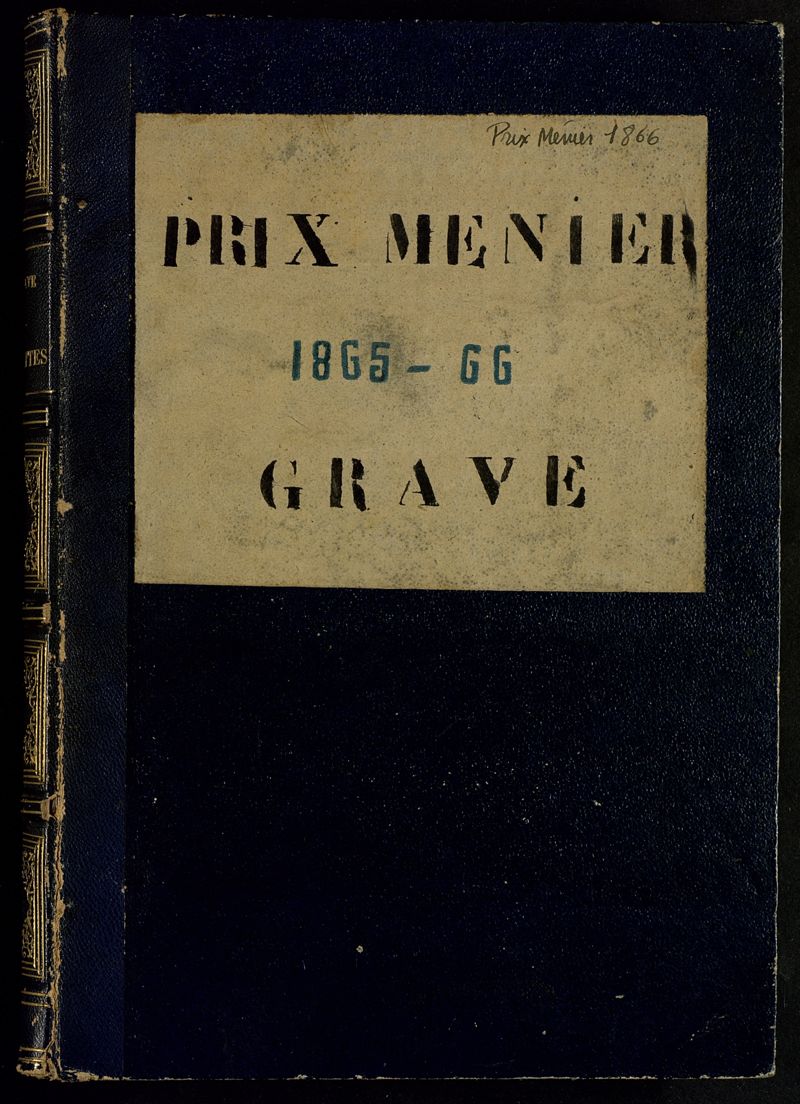 Prix Menier 1866
PRIX MENIER
1865 - 66
GRAVE